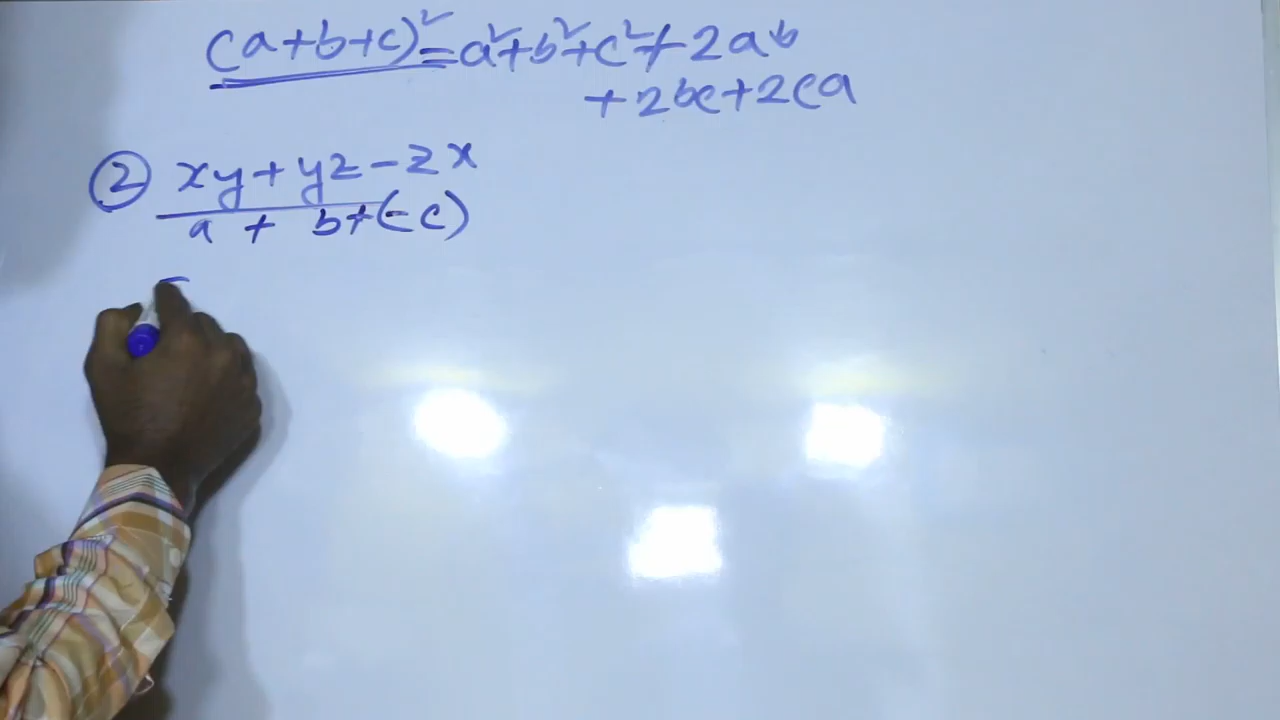 (a+b+c)² = a²+b²+c²+2ab
+2bc+2ca
② xy+yz-zx
a + b+(-c)